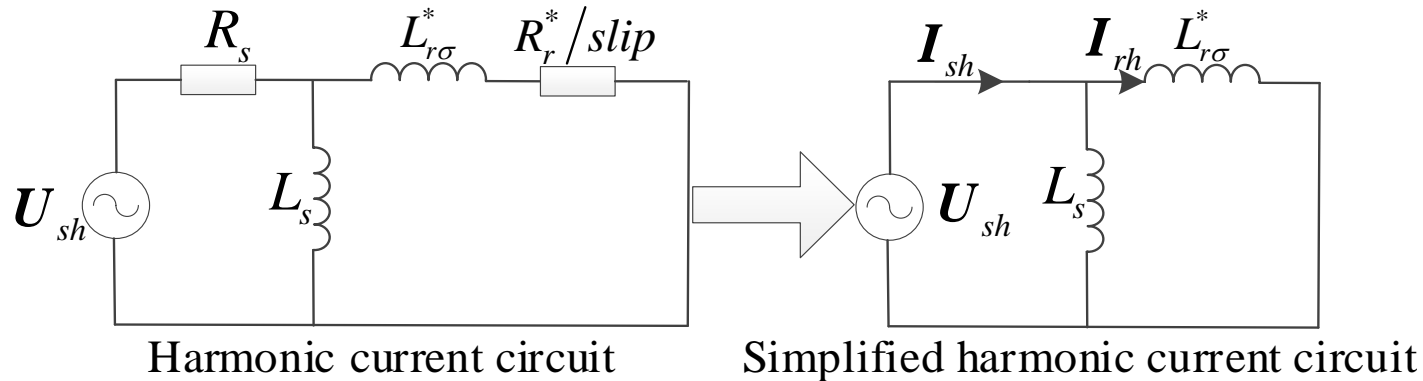 R_s
L*_rσ
R*_r/slip
U_sh
L_s
I_sh
I_rh
L*_rσ
U_sh
L_s
Harmonic current circuit
Simplified harmonic current circuit